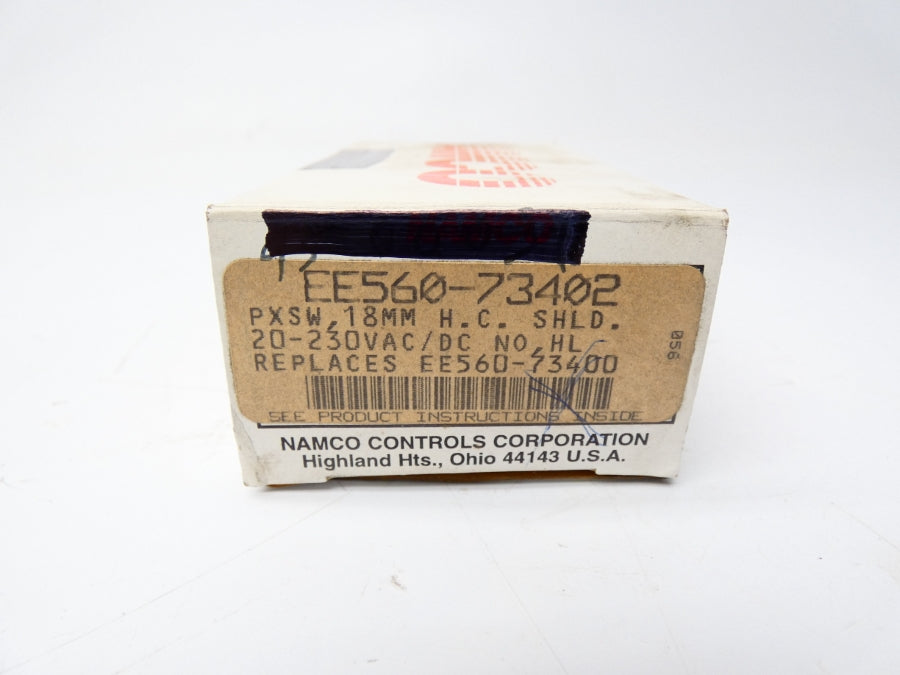 EE560-73402
PXSW,18MM H.C. SHLD.
20-230VAC/DC NO,HL
REPLACES EE560-73400
056
SEE PRODUCT INSTRUCTIONS INSIDE
NAMCO CONTROLS CORPORATION
Highland Hts., Ohio 44143 U.S.A.